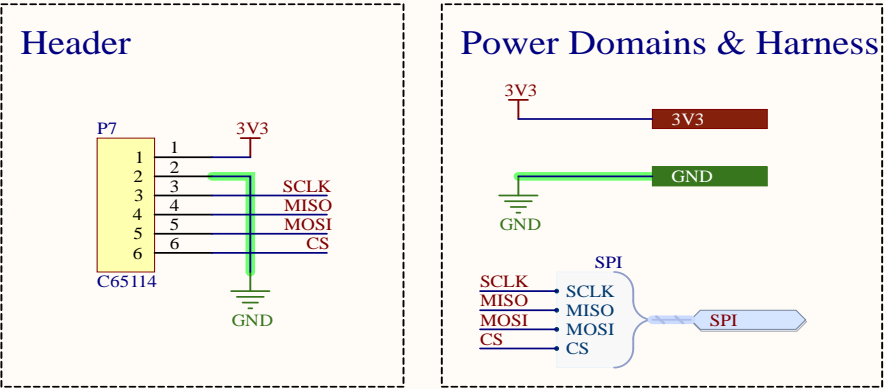 Header
P7
1
1
3V3
2
2
3
3
SCLK
4
4
MISO
5
5
MOSI
6
6
CS
C65114
GND
Power Domains & Harness
3V3
3V3
GND
GND
SPI
SCLK
SCLK
MISO
MISO
MOSI
MOSI
CS
CS
SPI